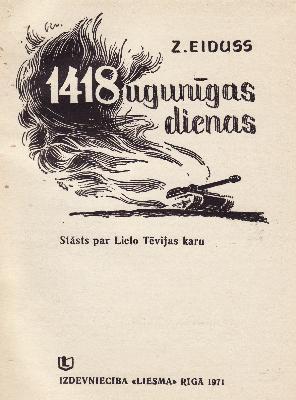 Z. EIDUSS
1418 ugunīgas
dienas
Stāsts par Lielo Tēvijas karu
IZDEVNIECĪBA «LIESMA» RĪGĀ 1971